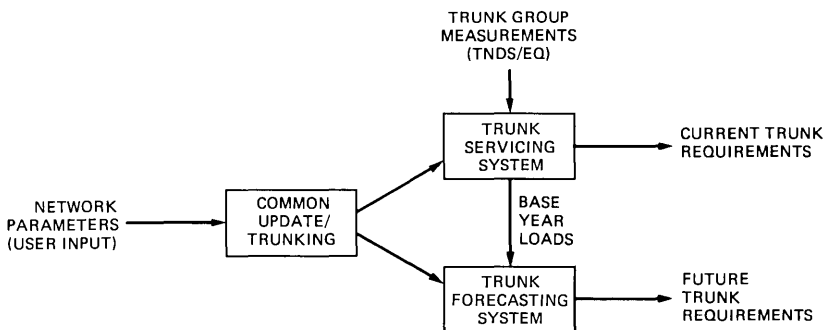 TRUNK GROUP
MEASUREMENTS
(TNDS/EQ)
TRUNK
SERVICING
SYSTEM
CURRENT TRUNK
REQUIREMENTS
NETWORK
PARAMETERS
(USER INPUT)
COMMON
UPDATE/
TRUNKING
BASE
YEAR
LOADS
TRUNK
FORECASTING
SYSTEM
FUTURE
TRUNK
REQUIREMENTS